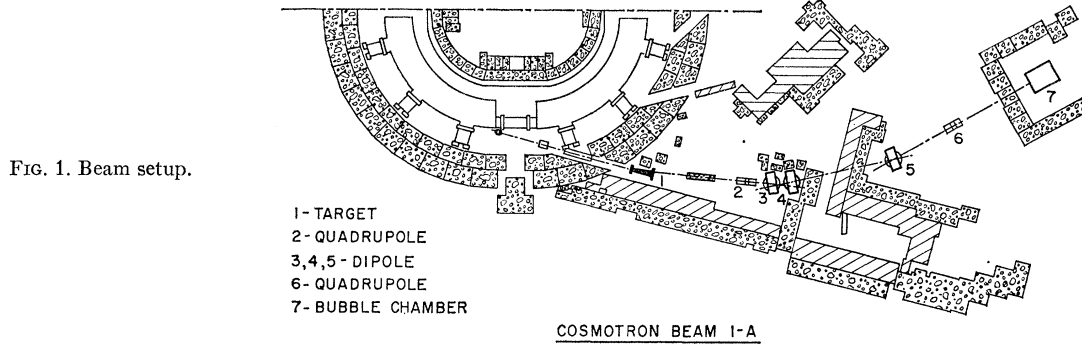 FIG. 1. Beam setup.
1
2
3
4
5
6
7
1-TARGET
2-QUADRUPOLE
3,4,5-DIPOLE
6-QUADRUPOLE
7-BUBBLE CHAMBER
COSMOTRON BEAM 1-A